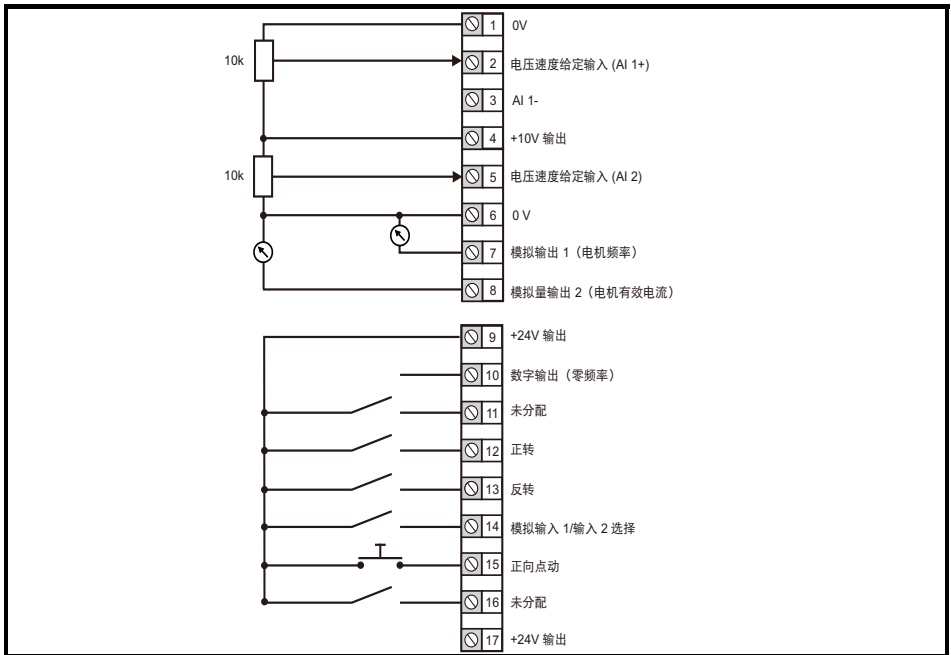 1 0V
10k
2 电压速度给定输入 (AI 1+)
3 AI 1-
4 +10V 输出
10k
5 电压速度给定输入 (AI 2)
6 0 V
7 模拟输出 1（电机频率）
8 模拟量输出 2（电机有效电流）
9 +24V 输出
10 数字输出（零频率）
11 未分配
12 正转
13 反转
14 模拟输入 1/输入 2 选择
15 正向点动
16 未分配
17 +24V 输出